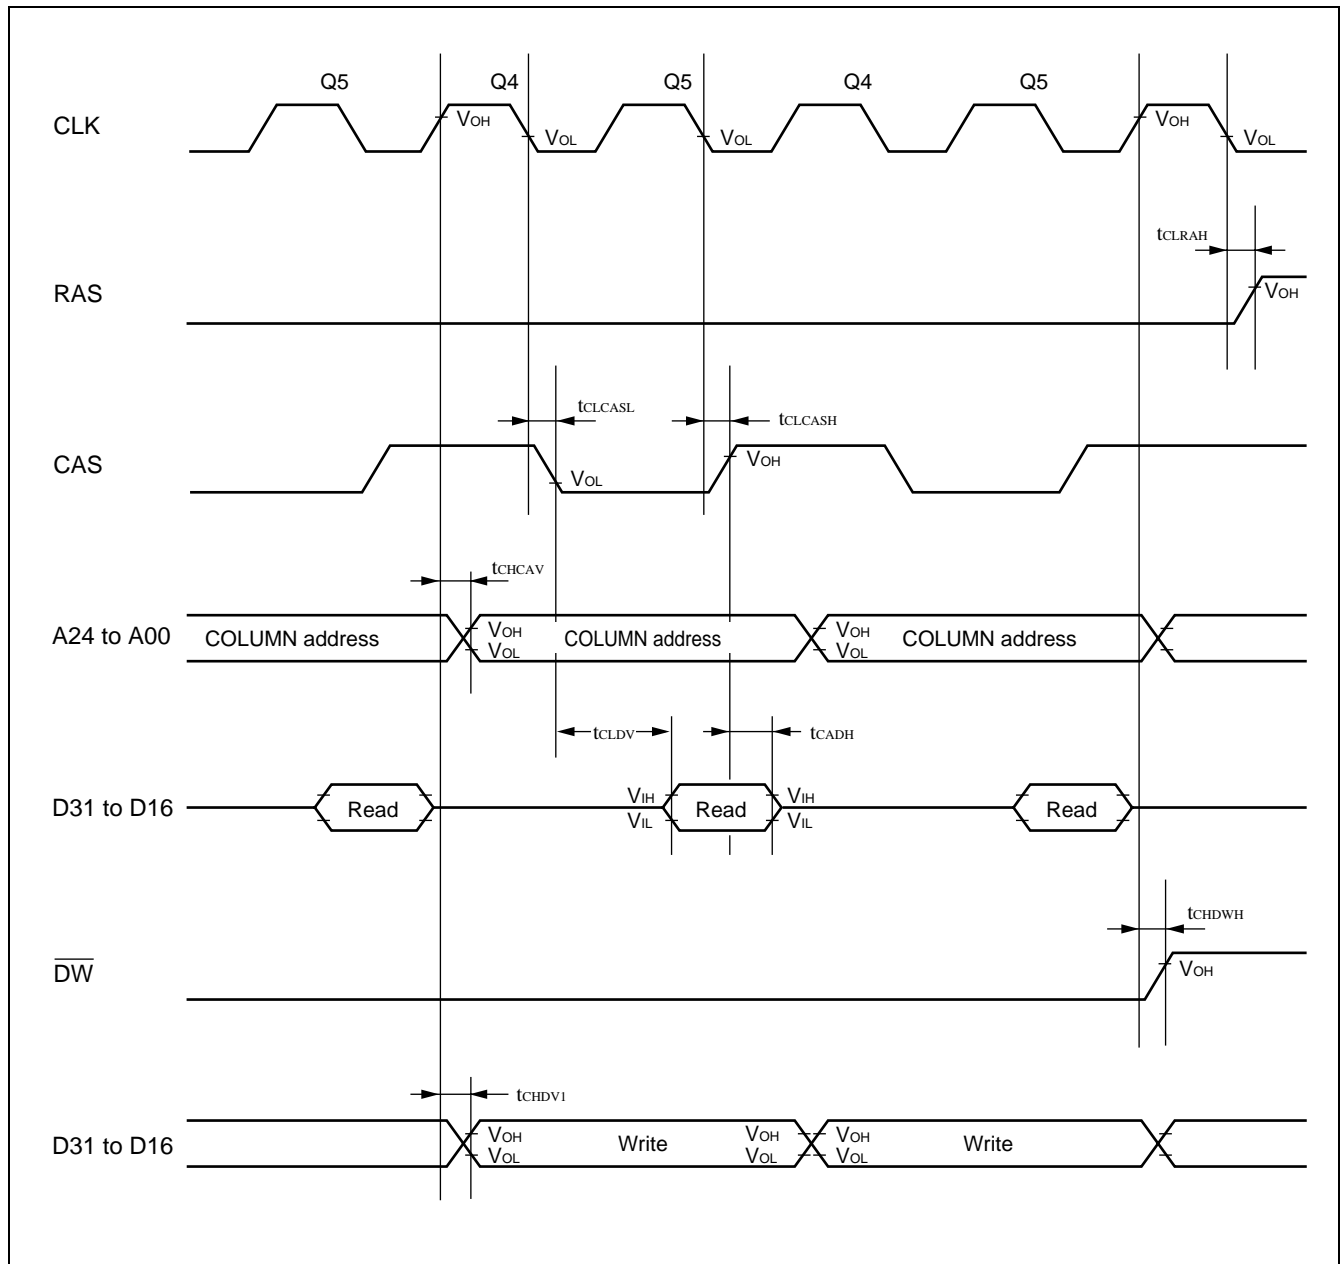 Q5 Q4 Q5 Q4 Q5
CLK VOH VOL VOL VOH VOL
tCLRAH
RAS VOH
tCLCASL tCLCASH
CAS VOL VOH
tCHCAV
A24 to A00 COLUMN address VOH VOL COLUMN address VOH VOL COLUMN address
tCLDV tCADH
D31 to D16 Read VIH VIL Read VIH VIL Read
tCHDWH
DW VOH
tCHDV1
D31 to D16 VOH VOL Write VOH VOL VOH VOL Write